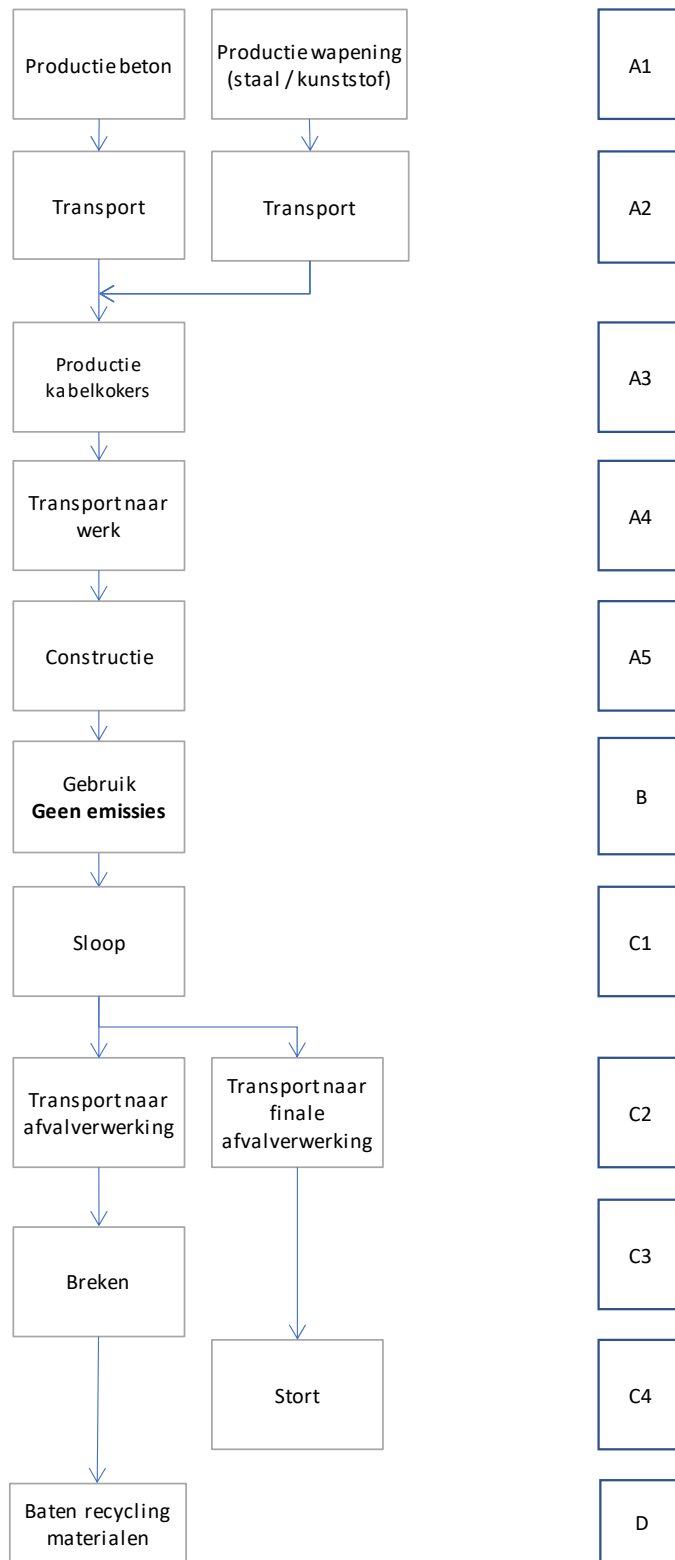 Productie beton
Productie wapening
(staal / kunststof)
A1
Transport
Transport
A2
Productie
kabelkokers
A3
Transport naar
werk
A4
Constructie
A5
Gebruik
Geen emissies
B
Sloop
C1
Transport naar
afvalverwerking
Transport naar
finale
afvalverwerking
C2
Breken
C3
Stort
C4
Baten recycling
materialen
D